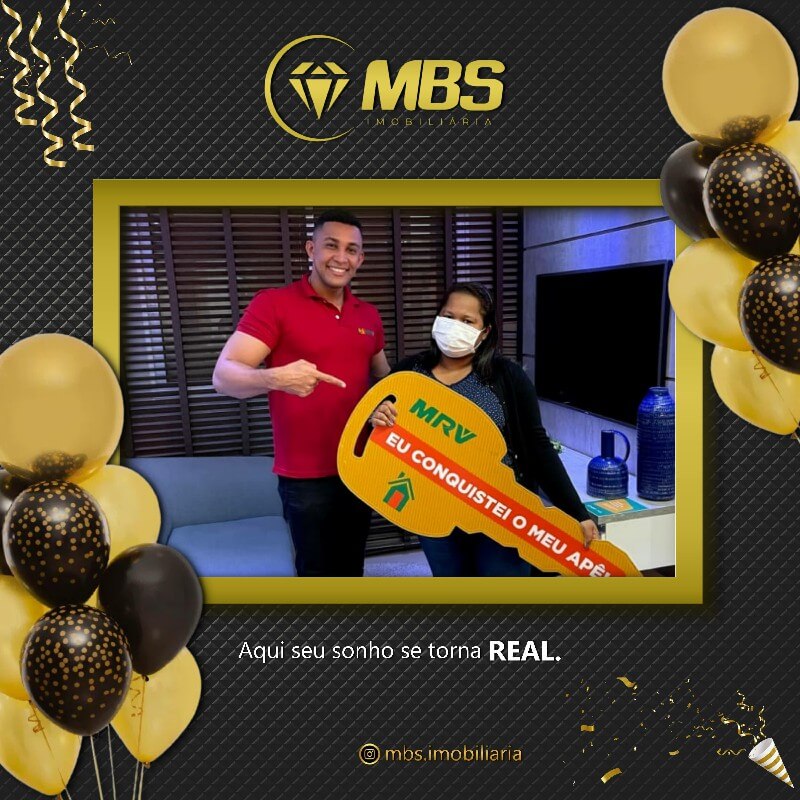 MBS
IMOBILIÁRIA
MRV
EU CONQUISTEI O MEU APÊ!
Aqui seu sonho se torna REAL.
mbs.imobiliaria